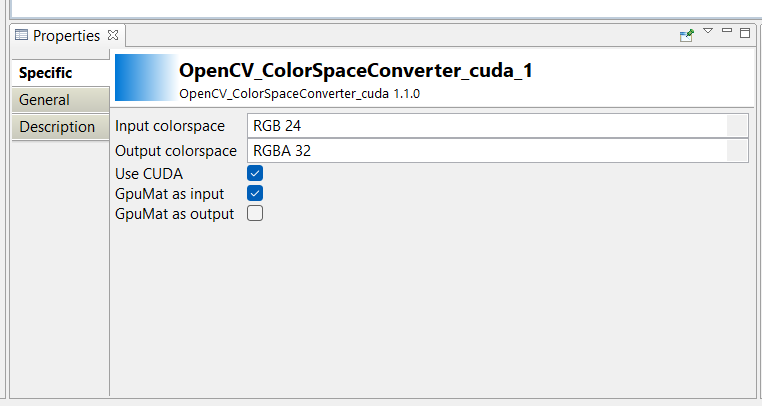 Properties
Specific
General
Description
OpenCV_ColorSpaceConverter_cuda_1
OpenCV_ColorSpaceConverter_cuda 1.1.0
Input colorspace RGB 24
Output colorspace RGBA 32
Use CUDA
GpuMat as input
GpuMat as output